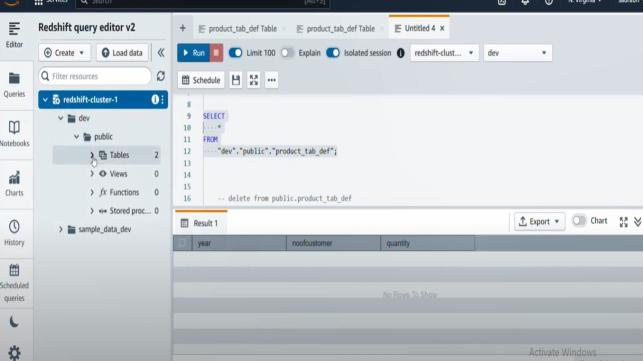 Services
Search
[Alt+S]
N. Virginia
saurabh
Editor
Queries
Notebooks
Charts
History
Scheduled
queries
Redshift query editor v2
Create
Load data
Filter resources
redshift-cluster-1
dev
public
Tables 2
Views 0
fx Functions 0
Stored proc... 0
sample_data_dev
product_tab_def Table
product_tab_def Table
Untitled 4
Run
Limit 100
Explain
Isolated session
redshift-clust...
dev
Schedule
8
9 SELECT
10 *
11 FROM
12 "dev"."public"."product_tab_def";
13
14
15
16 -- delete from public.product_tab_def
Result 1
Export
Chart
year noofcustomer quantity
No Rows To Show
Activate Windows